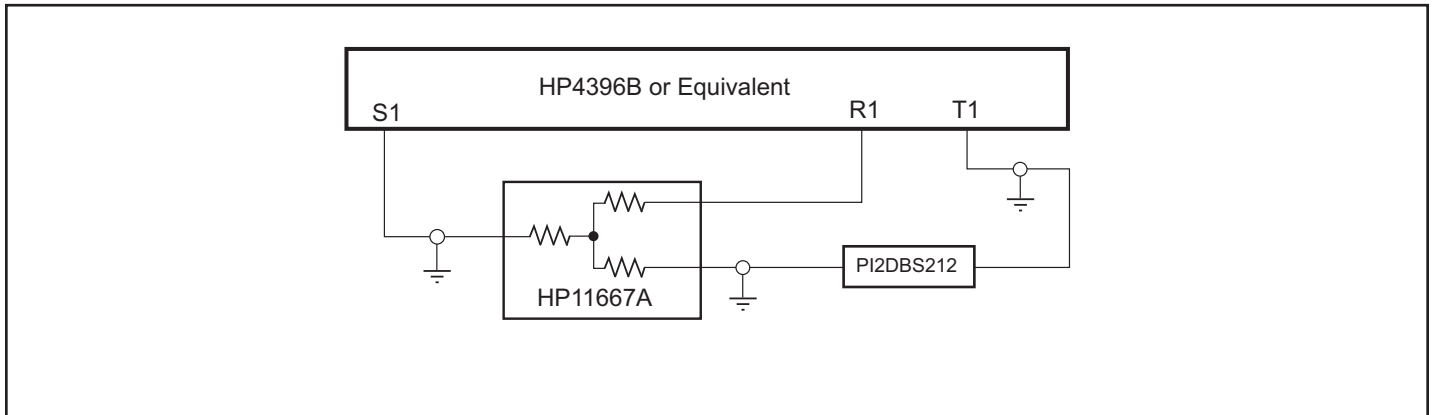 HP4396B or Equivalent
S1
R1
T1
PI2DBS212
HP11667A